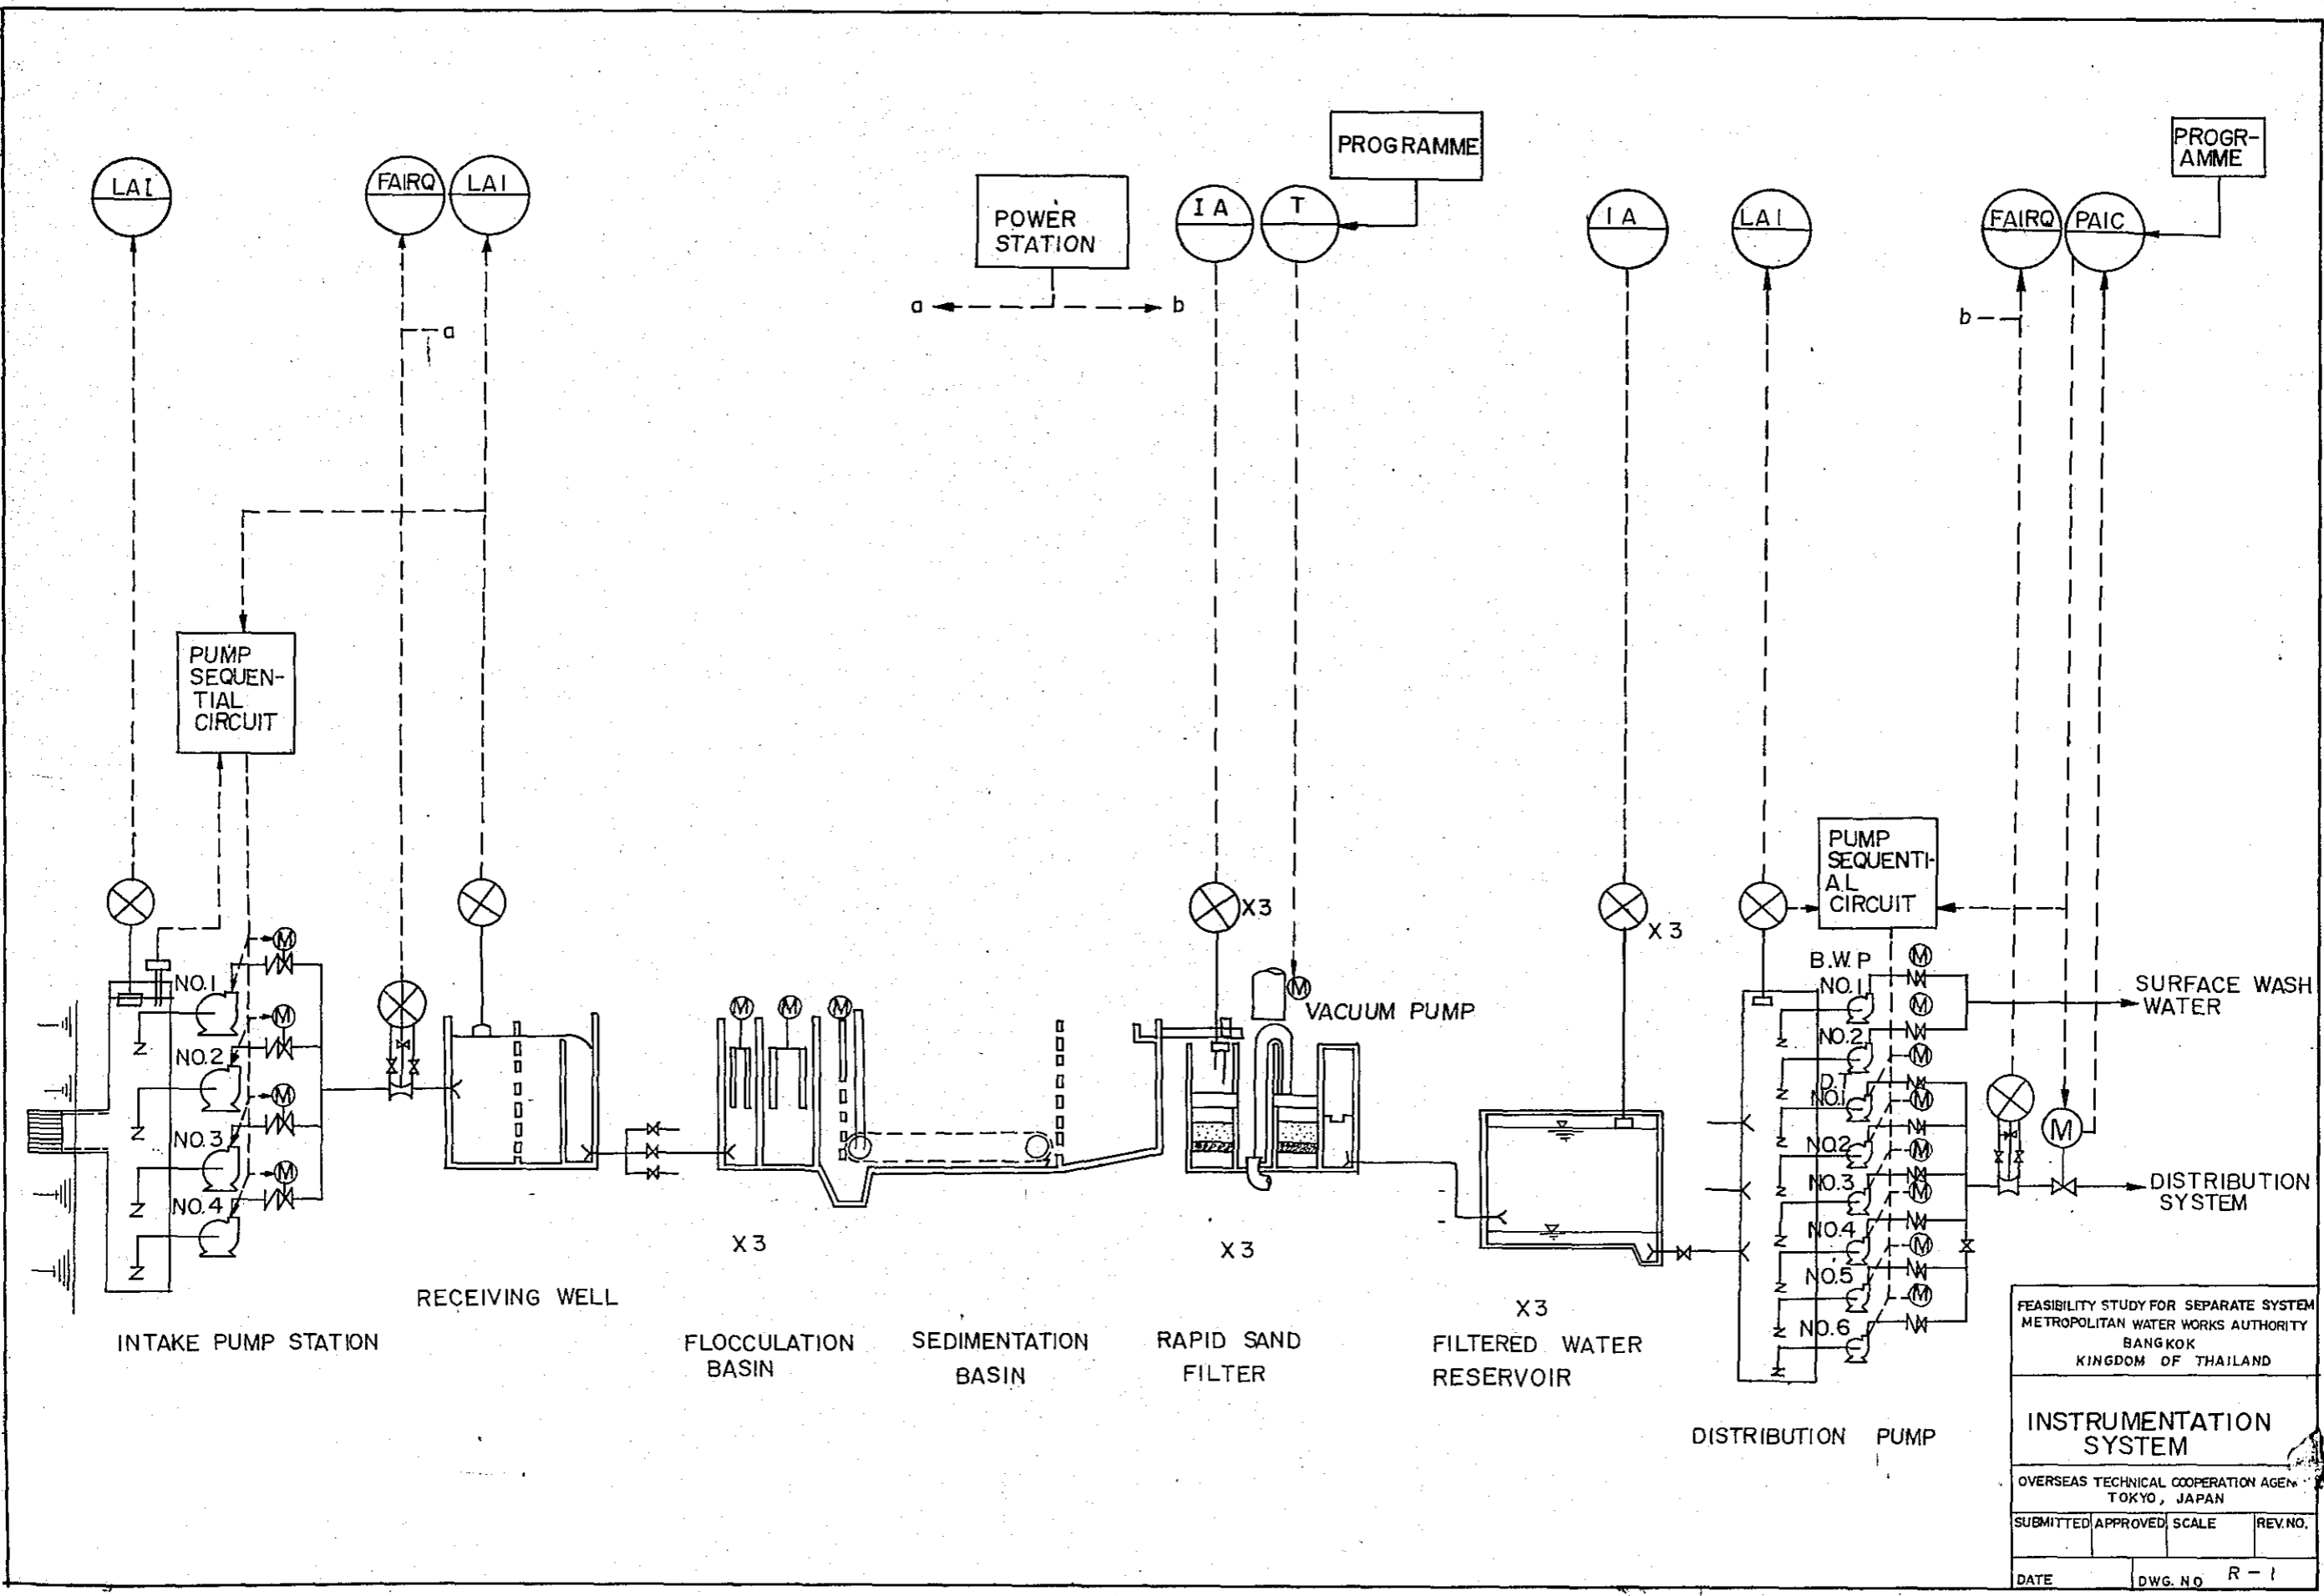 LAI
FAIRQ
LAI
POWER
STATION
a
b
IA
T
PROGRAMME
IA
LAI
FAIRQ
PAIC
PROGR-
AMME
a
b
PUMP
SEQUEN-
TIAL
CIRCUIT
PUMP
SEQUENTI-
AL
CIRCUIT
X3
X3
M
M
M
M
NO.1
NO.2
NO.3
NO.4
M
M
M
M
VACUUM PUMP
B.W.P
NO.1
NO.2
D.T
NO.1
NO.2
NO.3
NO.4
NO.5
NO.6
M
M
M
M
M
M
M
M
M
SURFACE WASH
WATER
DISTRIBUTION
SYSTEM
X3
X3
X3
INTAKE PUMP STATION
RECEIVING WELL
FLOCCULATION
BASIN
SEDIMENTATION
BASIN
RAPID SAND
FILTER
FILTERED WATER
RESERVOIR
DISTRIBUTION PUMP
FEASIBILITY STUDY FOR SEPARATE SYSTEM
METROPOLITAN WATER WORKS AUTHORITY
BANGKOK
KINGDOM OF THAILAND
INSTRUMENTATION
SYSTEM
OVERSEAS TECHNICAL COOPERATION AGEN
TOKYO, JAPAN
SUBMITTED APPROVED SCALE REV.NO.
DATE DWG. NO R-1